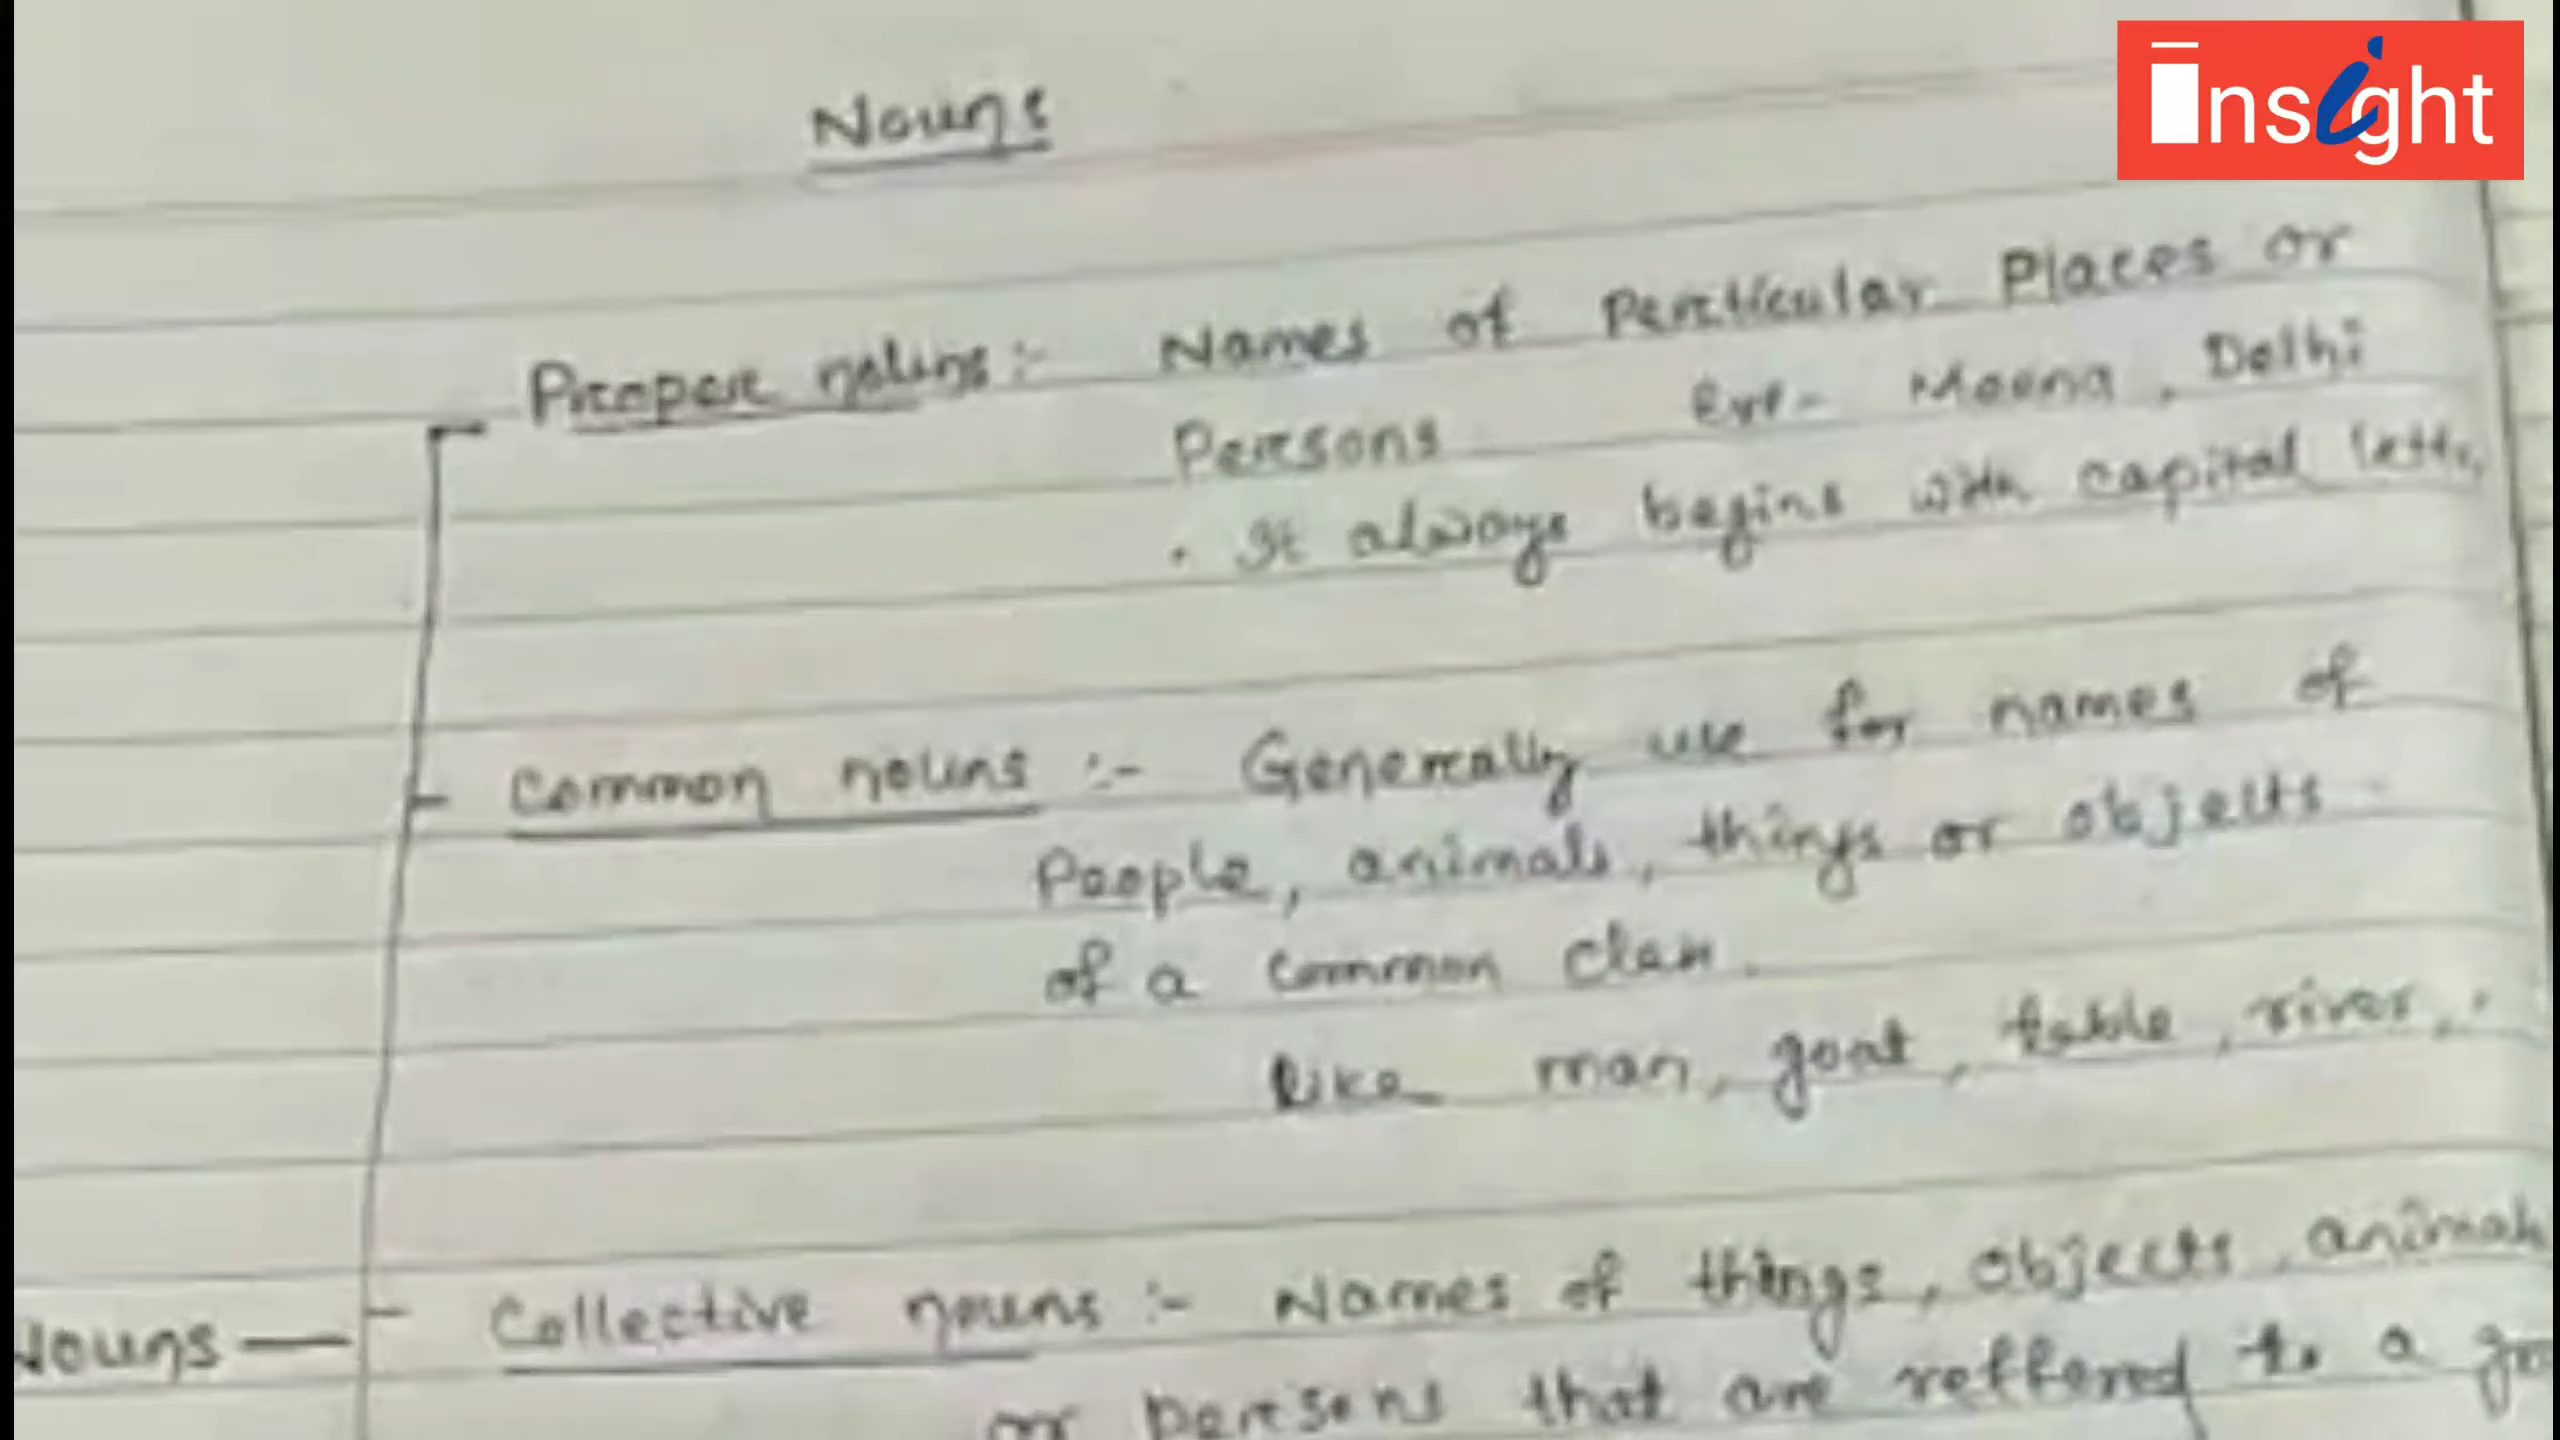 Insight
Nouns
Proper nouns :- Names of Perticular Places or
Persons Ex:- Meena, Delhi
. It always begins with capital
Common nouns :- Generally use for names of
People, animals, things or objects
of a common class.
like man, goat, table, river,
Nouns — Collective nouns :- Names of things, objects, animals
or persons that are reffered to a